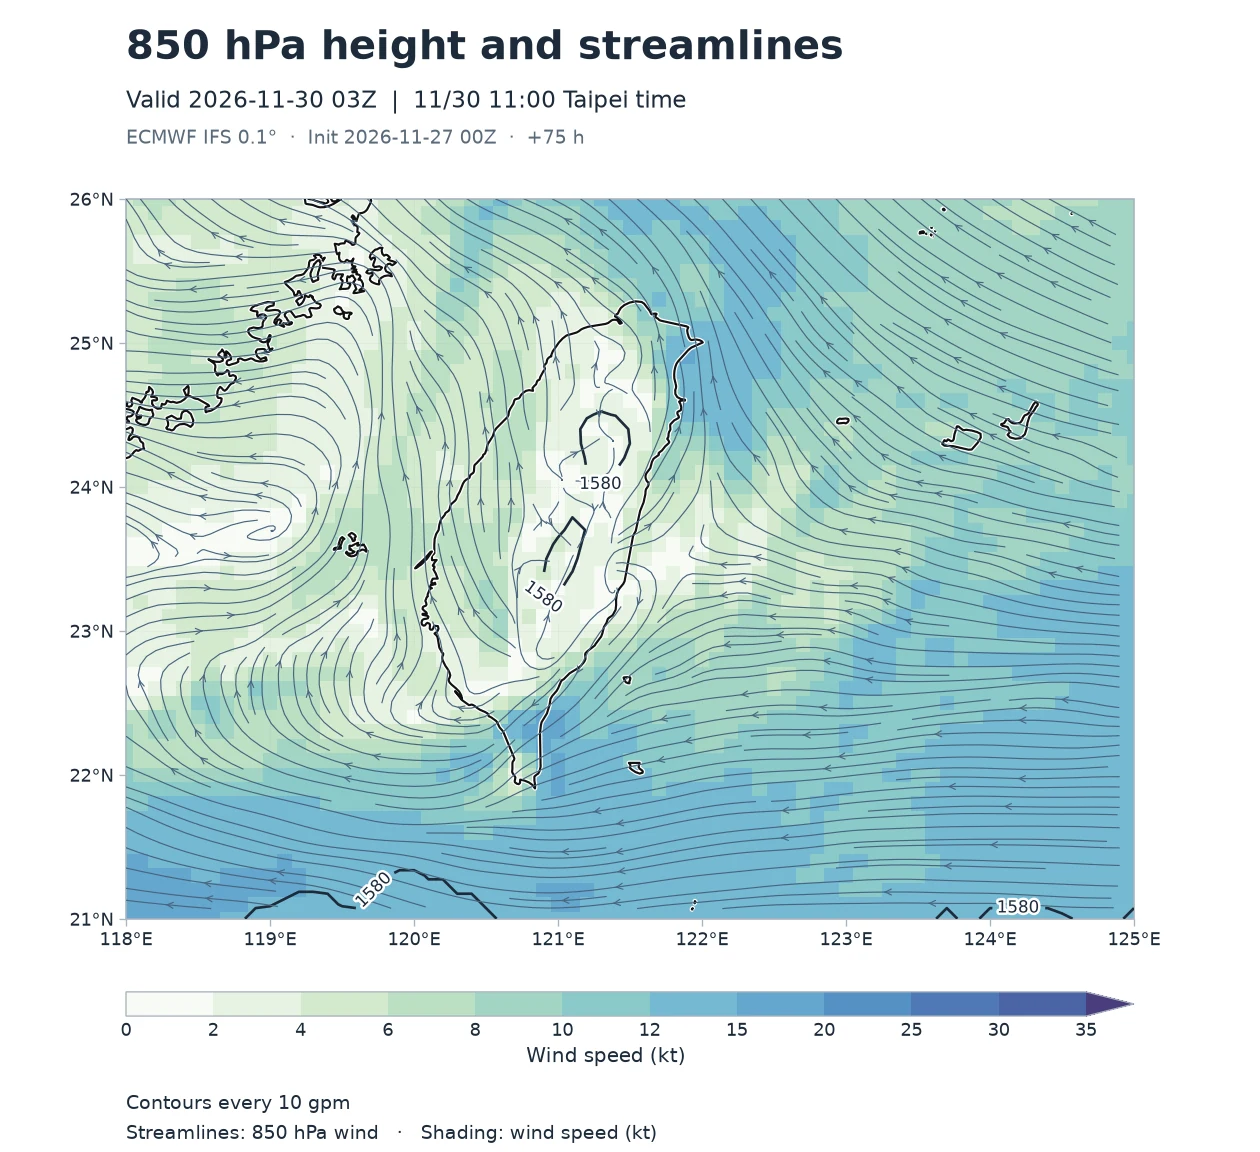 850 hPa height and streamlines
Valid 2026-11-30 03Z | 11/30 11:00 Taipei time
ECMWF IFS 0.1° · Init 2026-11-27 00Z · +75 h
26°N
25°N
24°N
1580
1580
23°N
22°N
1580
1580
21°N
118°E 119°E 120°E 121°E 122°E 123°E 124°E 125°E
0 2 4 6 8 10 12 15 20 25 30 35
Wind speed (kt)
Contours every 10 gpm
Streamlines: 850 hPa wind · Shading: wind speed (kt)